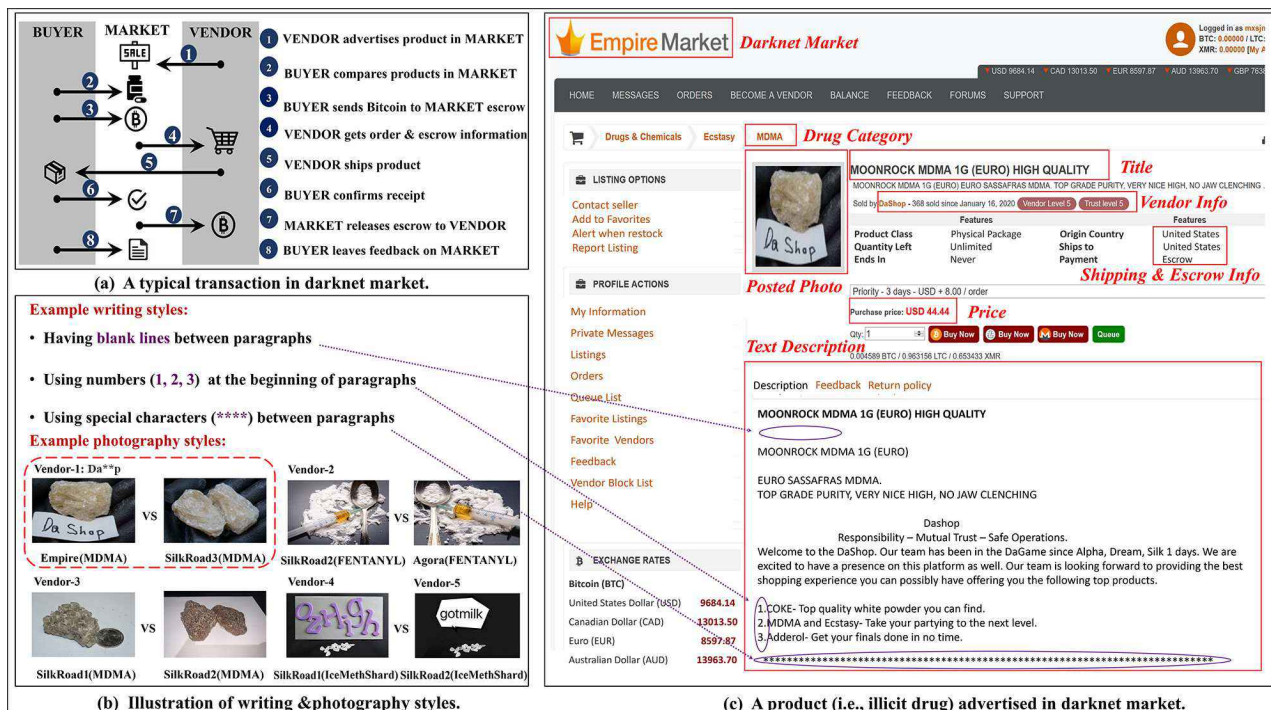 BUYER MARKET VENDOR
SALE
1 VENDOR advertises product in MARKET
2 BUYER compares products in MARKET
3 BUYER sends Bitcoin to MARKET escrow
4 VENDOR gets order & escrow information
5 VENDOR ships product
6 BUYER confirms receipt
7 MARKET releases escrow to VENDOR
8 BUYER leaves feedback on MARKET
1
2
3
4
5
6
7
8
(a) A typical transaction in darknet market.
Example writing styles:
• Having blank lines between paragraphs
• Using numbers (1, 2, 3) at the beginning of paragraphs
• Using special characters (****) between paragraphs
Example photography styles:
Vendor-1: Da**p
Vendor-2
Da Shop
VS
VS
Empire(MDMA) SilkRoad3(MDMA) SilkRoad2(FENTANYL) Agora(FENTANYL)
Vendor-3 Vendor-4 Vendor-5
VS
VS
gotmilk
SilkRoad1(MDMA) SilkRoad2(MDMA) SilkRoad1(IceMethShard) SilkRoad2(IceMethShard)
(b) Illustration of writing &photography styles.
Empire Market
Darknet Market
Logged in as mxsjn
BTC: 0.00000 / LTC:
XMR: 0.00000 [My A
USD 9684.14 CAD 13013.50 EUR 8597.87 AUD 13963.70 GBP 7638
HOME MESSAGES ORDERS BECOME A VENDOR BALANCE FEEDBACK FORUMS SUPPORT
Drugs & Chemicals Ecstasy MDMA Drug Category
LISTING OPTIONS
Contact seller
Add to Favorites
Alert when restock
Report Listing
PROFILE ACTIONS
My Information
Private Messages
Listings
Orders
Queue List
Favorite Listings
Favorite Vendors
Feedback
Vendor Block List
Help
EXCHANGE RATES
Bitcoin (BTC)
United States Dollar (USD) 9684.14
Canadian Dollar (CAD) 13013.50
Euro (EUR) 8597.87
Australian Dollar (AUD) 13963.70
Da Shop
Posted Photo
MOONROCK MDMA 1G (EURO) HIGH QUALITY Title
MOONROCK MDMA 1G (EURO) EURO SASSAFRAS MDMA. TOP GRADE PURITY, VERY NICE HIGH, NO JAW CLENCHING .
Sold by DaShop - 368 sold since January 16, 2020 Vendor Level 5 Trust level 5 Vendor Info
Features Features
Product Class Physical Package Origin Country United States
Quantity Left Unlimited Ships to United States
Ends In Never Payment Escrow
Shipping & Escrow Info
Priority - 3 days - USD + 8.00 / order
Purchase price: USD 44.44 Price
Qty: 1 Buy Now Buy Now Buy Now Queue
Text Description
0.004589 BTC / 0.963156 LTC / 0.653433 XMR
Description Feedback Return policy
MOONROCK MDMA 1G (EURO) HIGH QUALITY
MOONROCK MDMA 1G (EURO)
EURO SASSAFRAS MDMA.
TOP GRADE PURITY, VERY NICE HIGH, NO JAW CLENCHING
Dashop
Responsibility – Mutual Trust – Safe Operations.
Welcome to the DaShop. Our team has been in the DaGame since Alpha, Dream, Silk 1 days. We are
excited to have a presence on this platform as well. Our team is looking forward to providing the best
shopping experience you can possibly have offering you the following top products.
1.COKE- Top quality white powder you can find.
2.MDMA and Ecstasy- Take your partying to the next level.
3.Adderol- Get your finals done in no time.
(c) A product (i.e., illicit drug) advertised in darknet market.